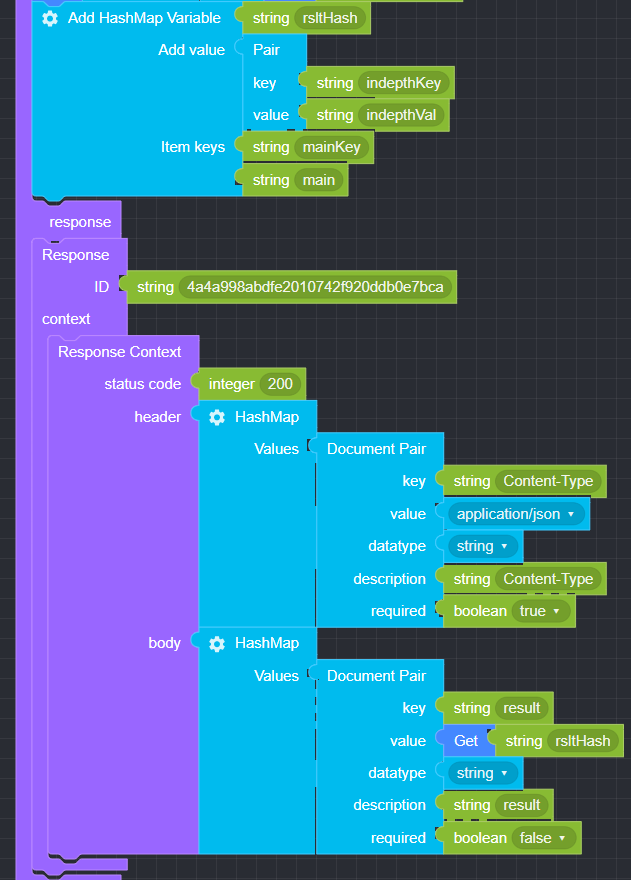 Add HashMap Variable string rsltHash
Add value Pair
key string indepthKey
value string indepthVal
Item keys string mainKey
string main
response
Response
ID string 4a4a998abdfe2010742f920ddb0e7bca
context
Response Context
status code integer 200
header HashMap
Values Document Pair
key string Content-Type
value application/json
datatype string
description string Content-Type
required boolean true
body HashMap
Values Document Pair
key string result
value Get string rsltHash
datatype string
description string result
required boolean false